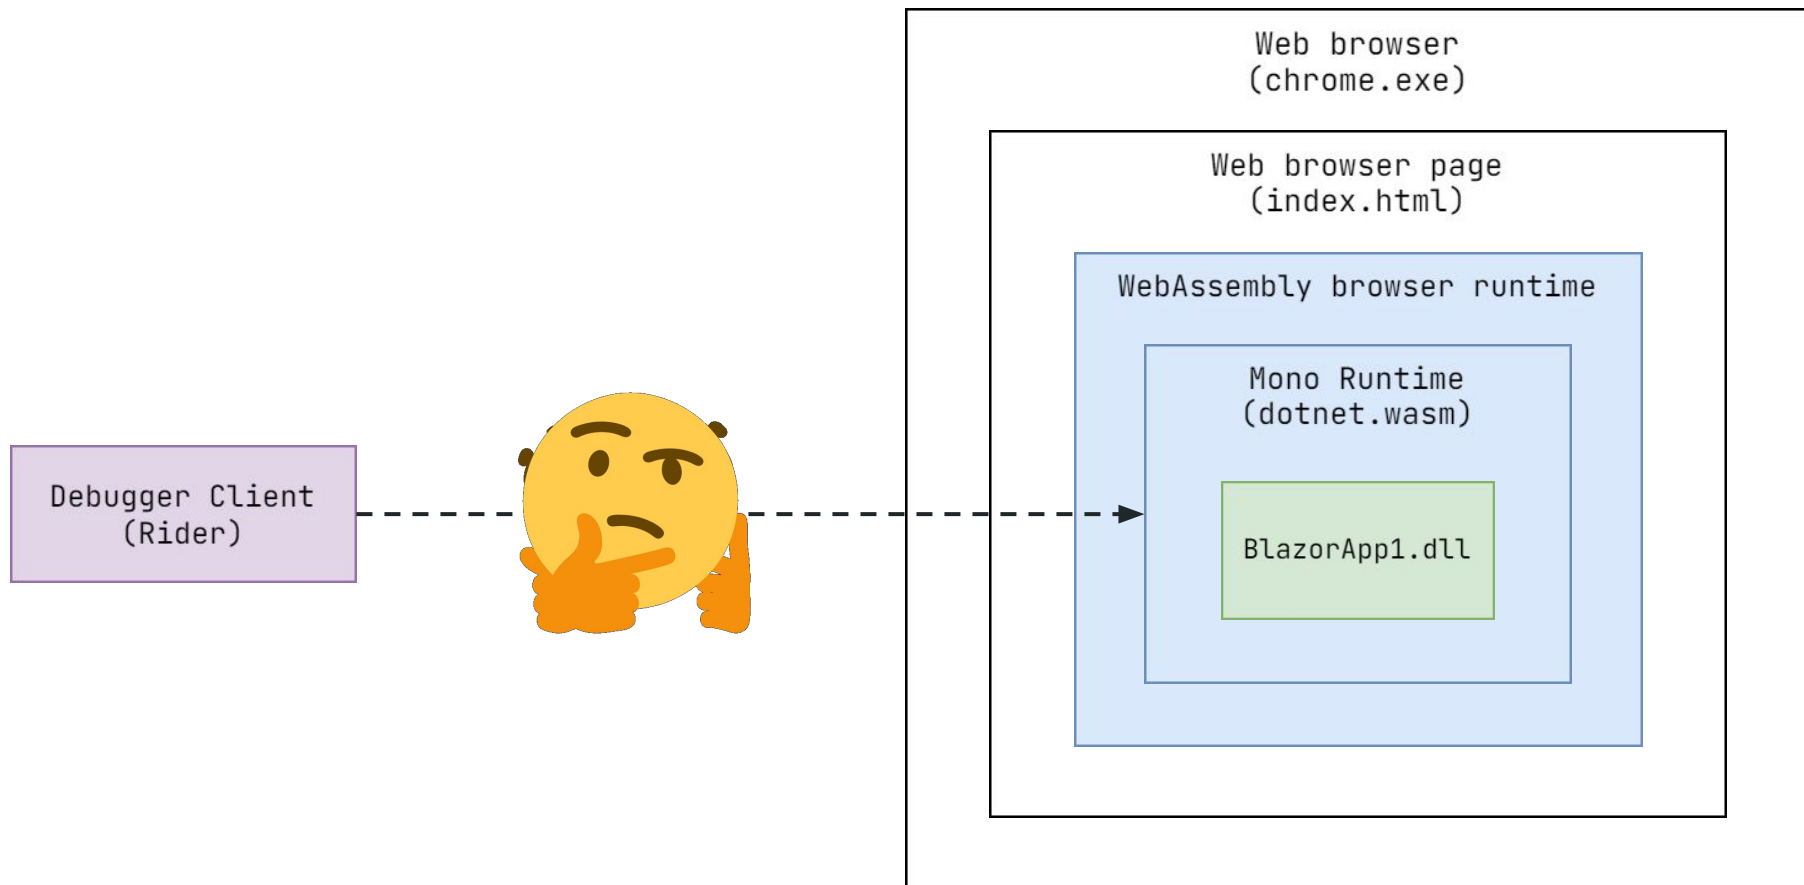 Web browser
(chrome.exe)
Web browser page
(index.html)
WebAssembly browser runtime
Mono Runtime
(dotnet.wasm)
Debugger Client
(Rider)
BlazorApp1.dll